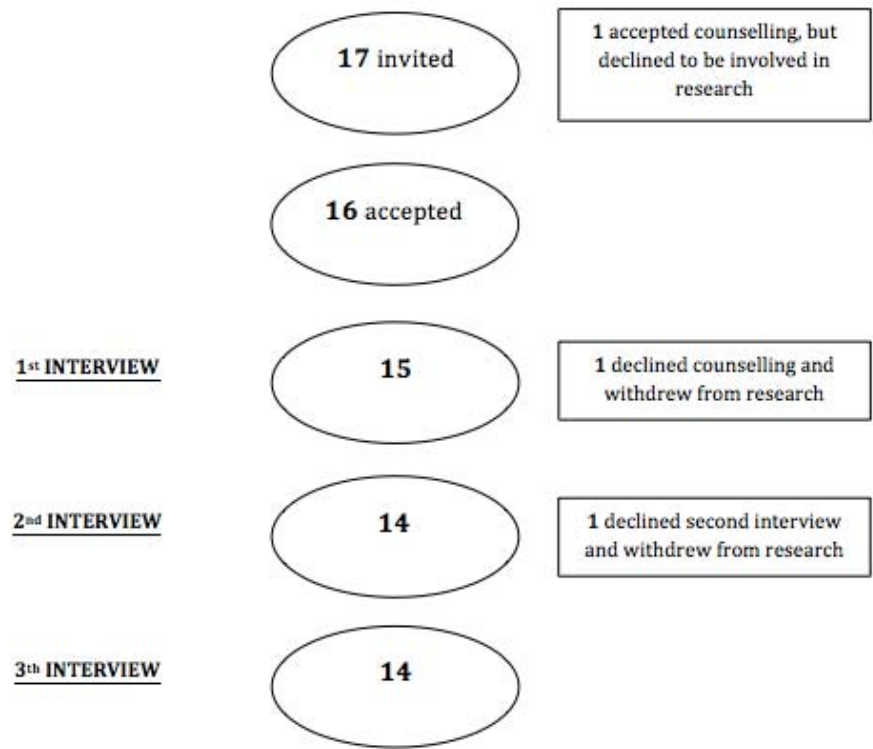 17 invited
1 accepted counselling, but
declined to be involved in
research
16 accepted
1st INTERVIEW
15
1 declined counselling and
withdrew from research
2nd INTERVIEW
14
1 declined second interview
and withdrew from research
3th INTERVIEW
14